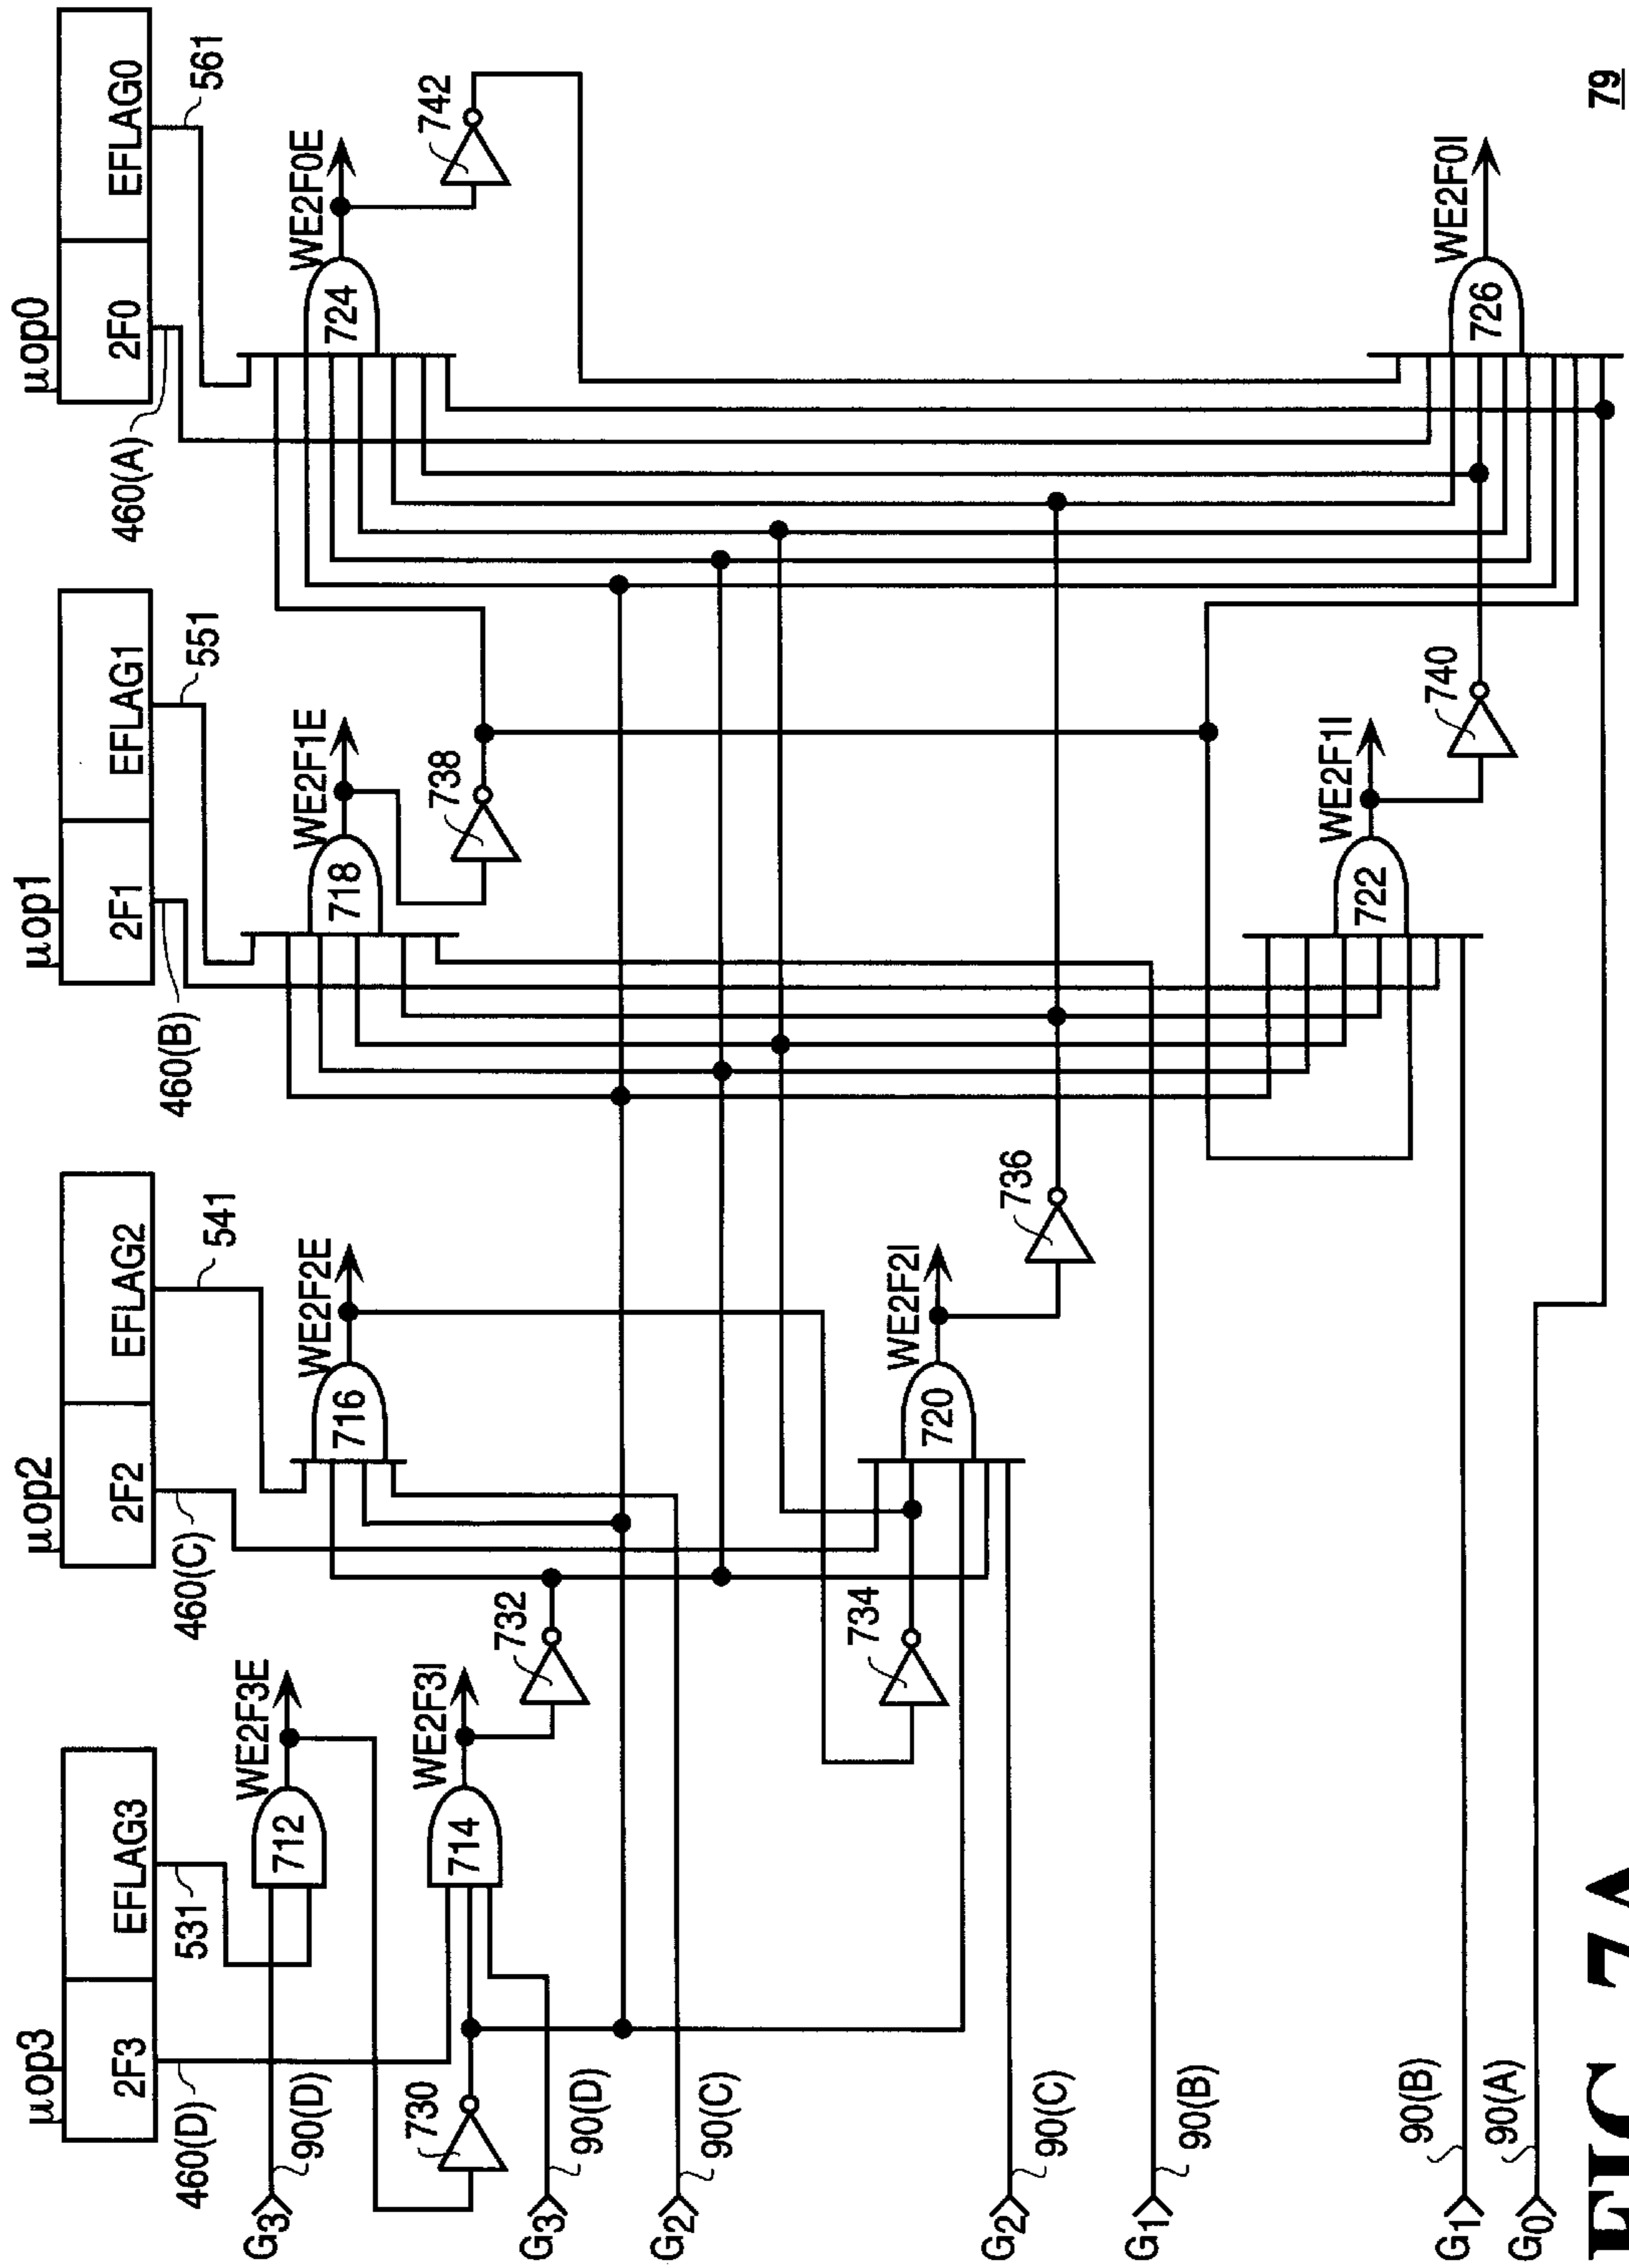 μop3
2F3
EFLAG3
460(D)
531
μop2
2F2
EFLAG2
460(C)
541
μop1
2F1
EFLAG1
460(B)
551
μop0
2F0
EFLAG0
460(A)
561
G3
90(D)
712
WE2F3E
730
714
WE2F3I
732
G3
90(D)
716
WE2F2E
734
720
WE2F2I
736
G2
90(C)
G2
90(C)
718
WE2F1E
738
722
WE2F1I
740
G1
90(B)
G1
90(B)
724
WE2F0E
742
726
WE2F0I
G0
90(A)
79
FIG 7A